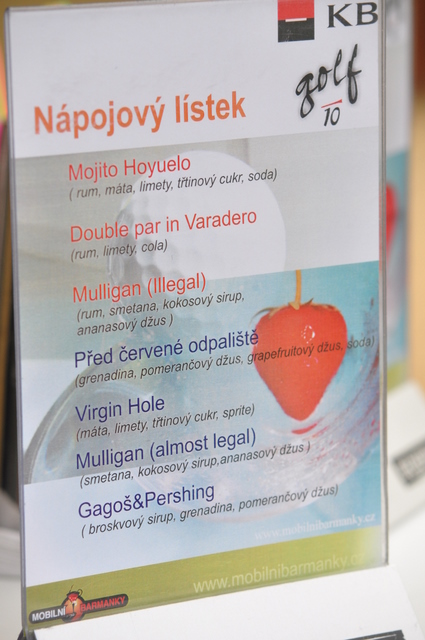 KB
golf
10
Nápojový lístek
Mojito Hoyuelo
( rum, máta, limety, třtinový cukr, soda)
Double par in Varadero
(rum, limety, cola)
Mulligan (Illegal)
(rum, smetana, kokosový sirup,
ananasový džus )
Před červené odpaliště
(grenadina, pomerančový džus, grapefruitový džus, soda)
Virgin Hole
(máta, limety, třtinový cukr, sprite)
Mulligan (almost legal)
(smetana, kokosový sirup,ananasový džus )
Gagoš&Pershing
( broskvový sirup, grenadina, pomerančový džus)
www.mobilnibarmanky.cz
www.mobilnibarmanky.cz
MOBILNÍ BARMANKY